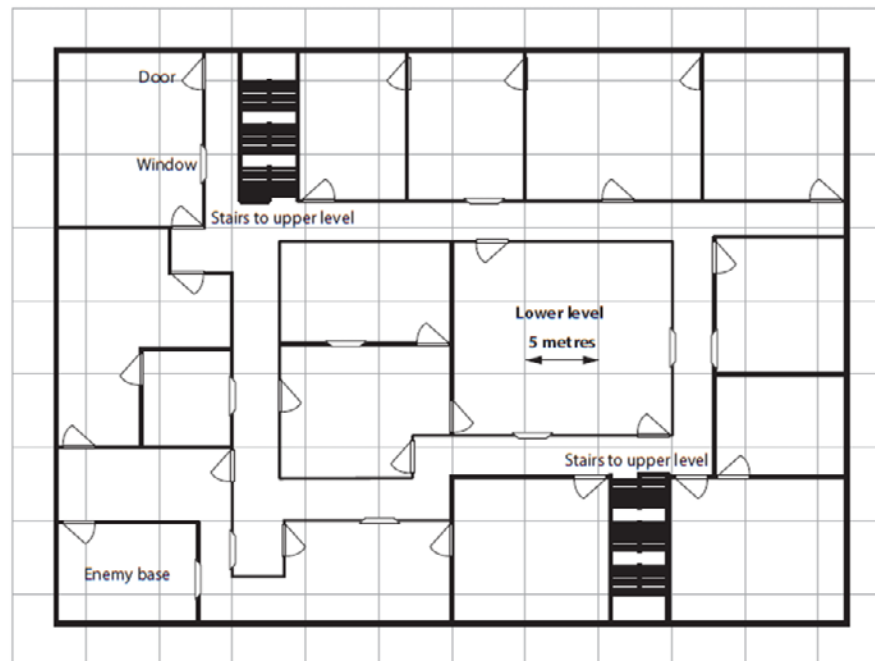 Door
Window
Stairs to upper level
Lower level
5 metres
Stairs to upper level
Enemy base